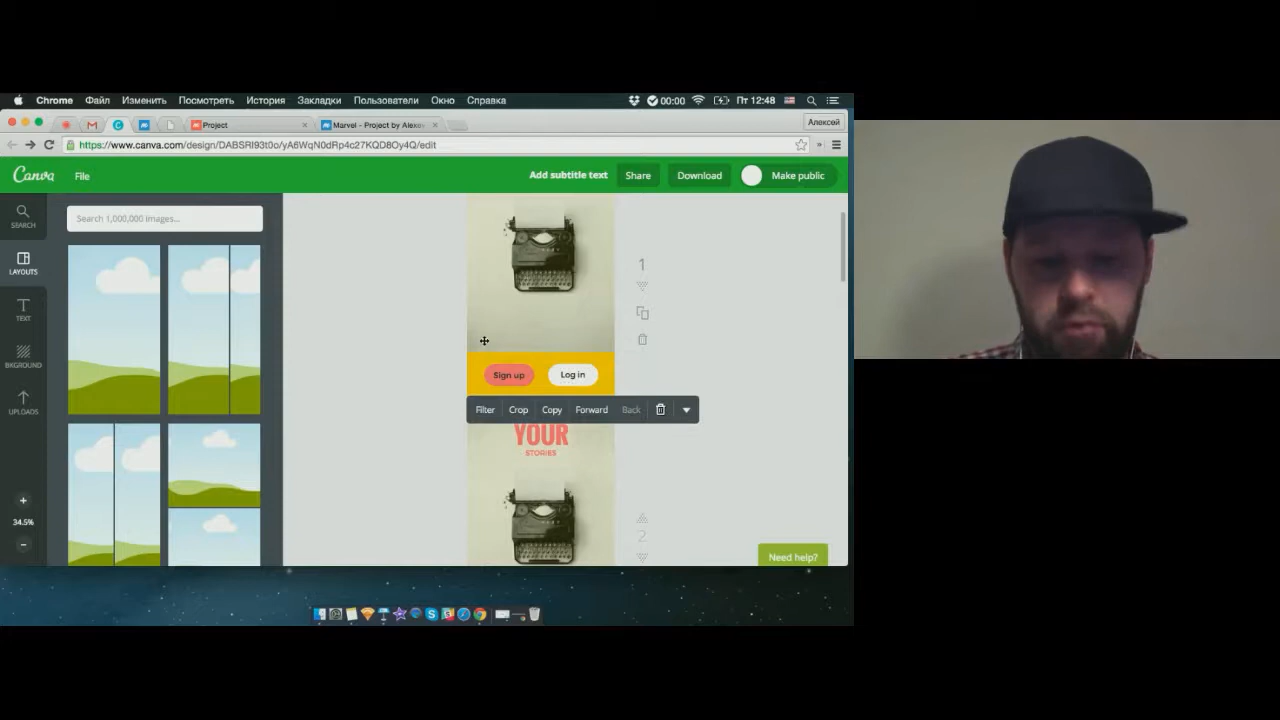 Chrome Файл Изменить Посмотреть История Закладки Пользователи Окно Справка 00:00 Пт 12:48
Project Marvel - Project by Alexey Алексей
https://www.canva.com/design/DABSRI93t0o/yA6WqN0dRp4c27KQD8Oy4Q/edit
Canva File Add subtitle text Share Download Make public
SEARCH
Search 1,000,000 images...
LAYOUTS
1
TEXT
BKGROUND
Sign up Log in
UPLOADS
Filter Crop Copy Forward Back
YOUR
STORIES
34.5%
2
Need help?